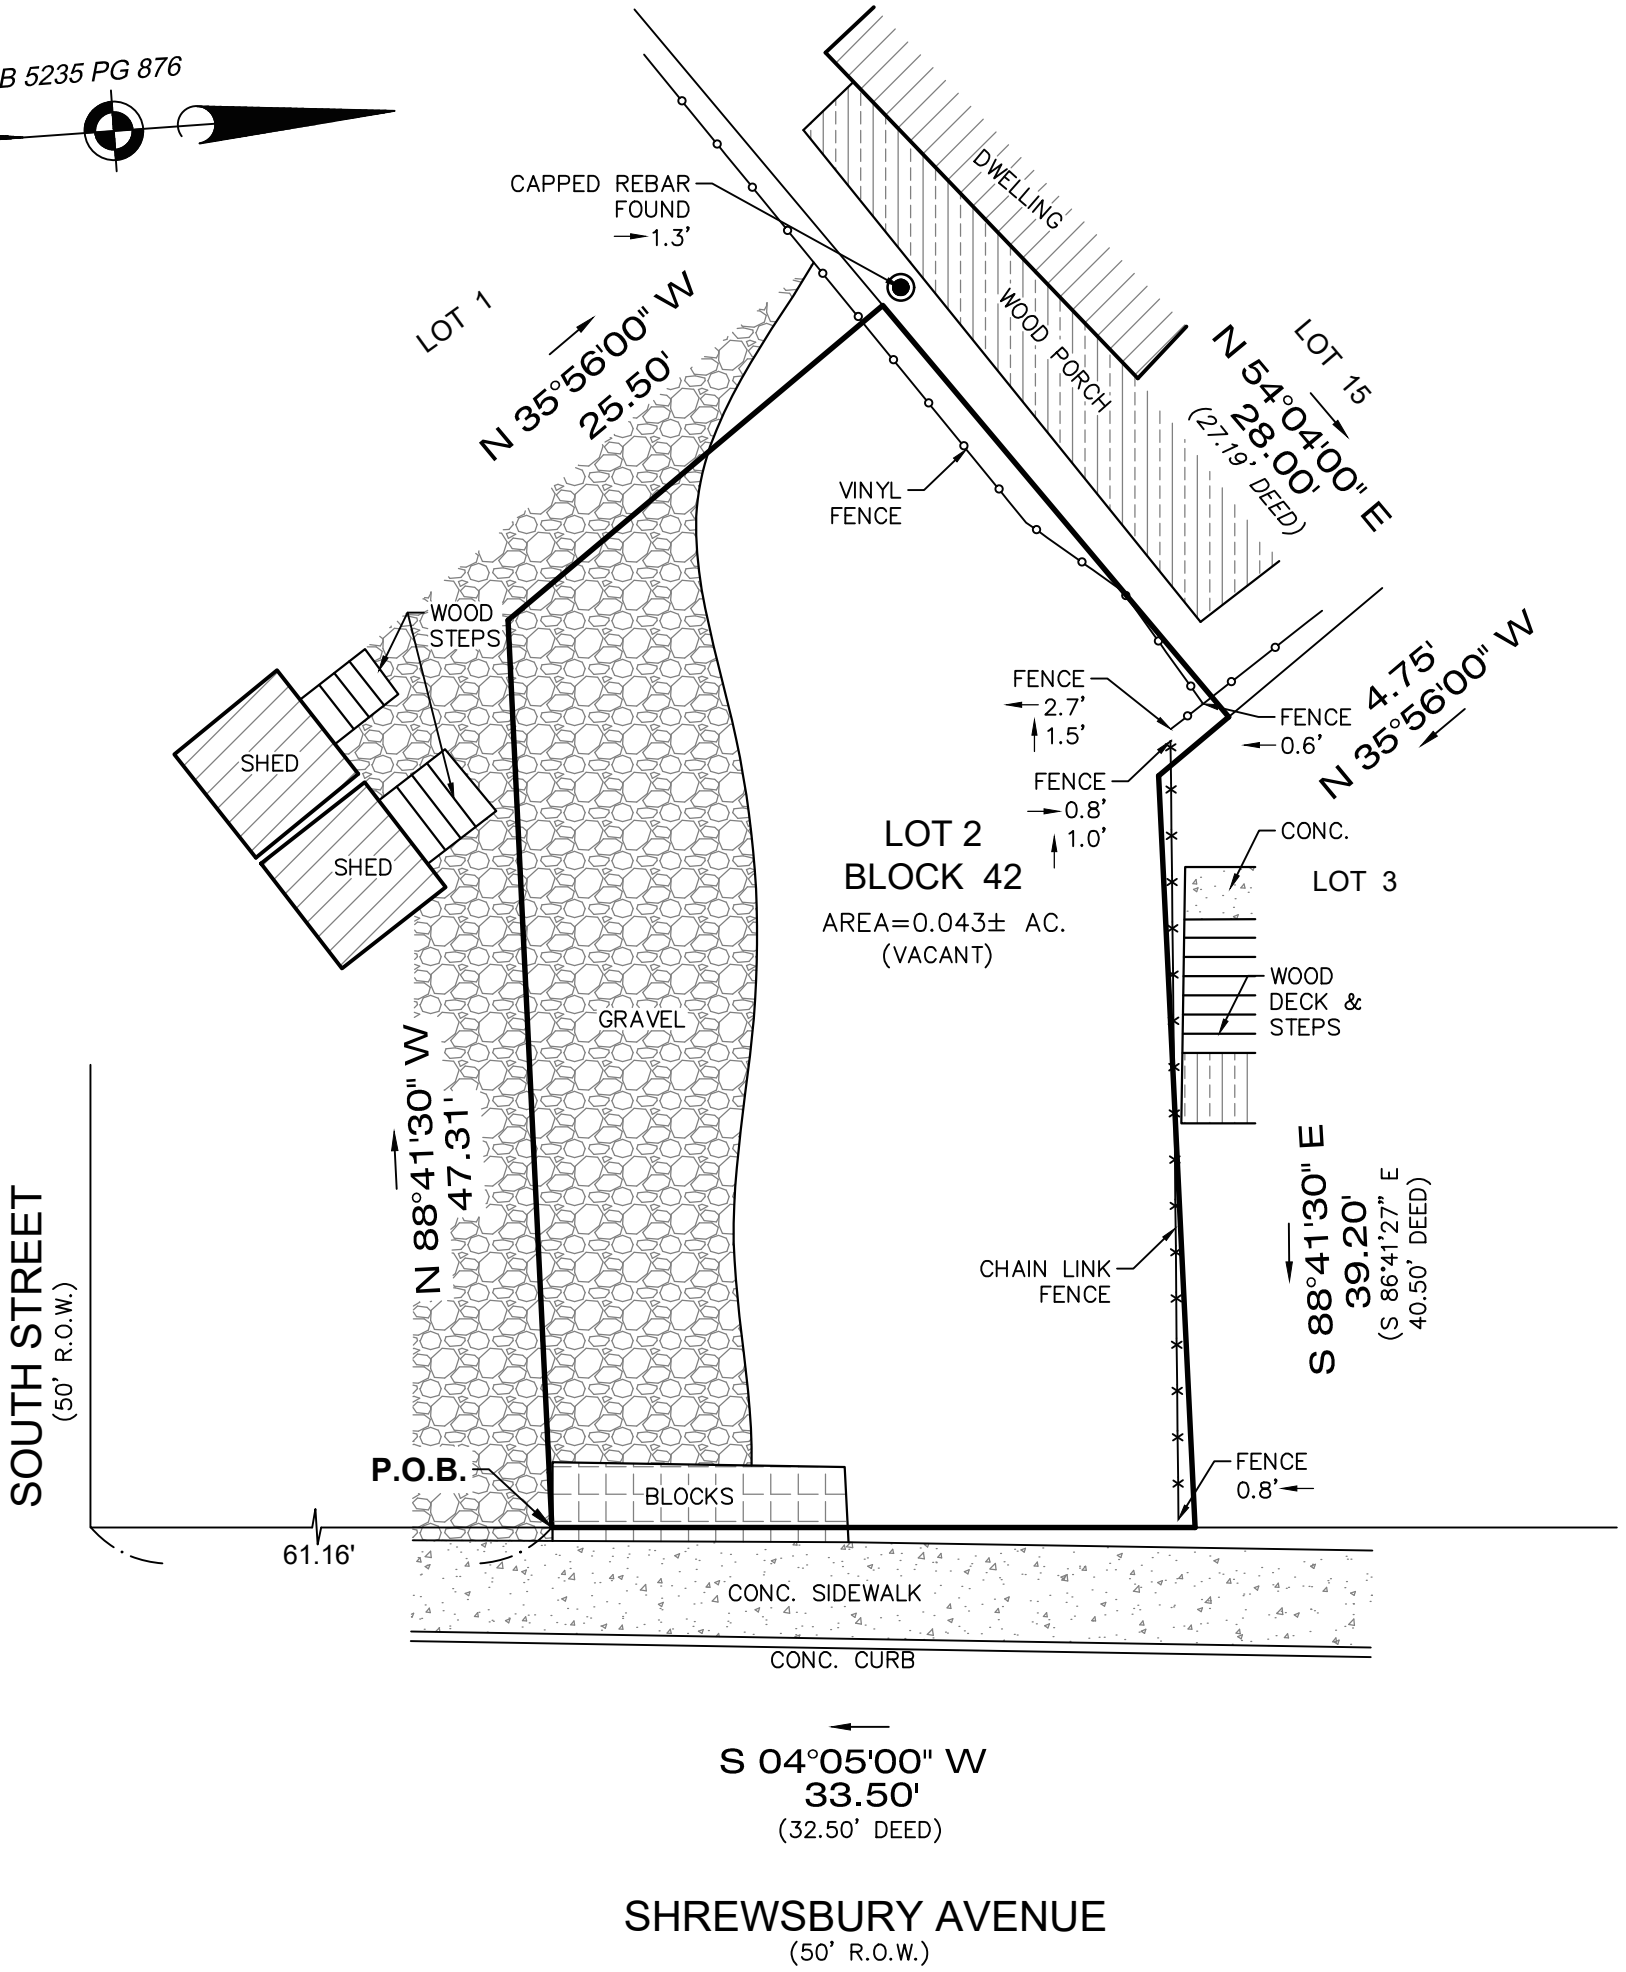 B 5235 PG 876
CAPPED REBAR
FOUND
1.3'
LOT 1
N 35°56'00" W
25.50'
DWELLING
WOOD PORCH
LOT 15
N 54°04'00" E
28.00'
(27.19' DEED)
VINYL
FENCE
WOOD
STEPS
SHED
SHED
FENCE
2.7'
1.5'
FENCE
0.6'
4.75'
N 35°56'00" W
FENCE
0.8'
1.0'
LOT 2
BLOCK 42
AREA=0.043± AC.
(VACANT)
CONC.
LOT 3
WOOD
DECK &
STEPS
GRAVEL
N 88°41'30" W
47.31'
S 88°41'30" E
39.20'
(S 86°41'27" E
40.50' DEED)
CHAIN LINK
FENCE
SOUTH STREET
(50' R.O.W.)
P.O.B.
BLOCKS
FENCE
0.8'
61.16'
CONC. SIDEWALK
CONC. CURB
S 04°05'00" W
33.50'
(32.50' DEED)
SHREWSBURY AVENUE
(50' R.O.W.)